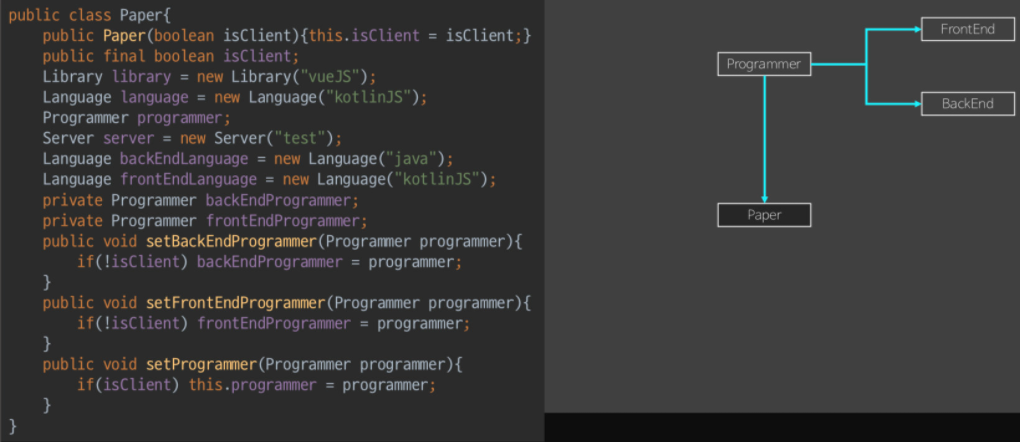 public class Paper{
public Paper(boolean isClient){this.isClient = isClient;}
public final boolean isClient;
Library library = new Library("vueJS");
Language language = new Language("kotlinJS");
Programmer programmer;
Server server = new Server("test");
Language backEndLanguage = new Language("java");
Language frontEndLanguage = new Language("kotlinJS");
private Programmer backEndProgrammer;
private Programmer frontEndProgrammer;
public void setBackEndProgrammer(Programmer programmer){
if(!isClient) backEndProgrammer = programmer;
}
public void setFrontEndProgrammer(Programmer programmer){
if(!isClient) frontEndProgrammer = programmer;
}
public void setProgrammer(Programmer programmer){
if(isClient) this.programmer = programmer;
}
}
FrontEnd
Programmer
BackEnd
Paper